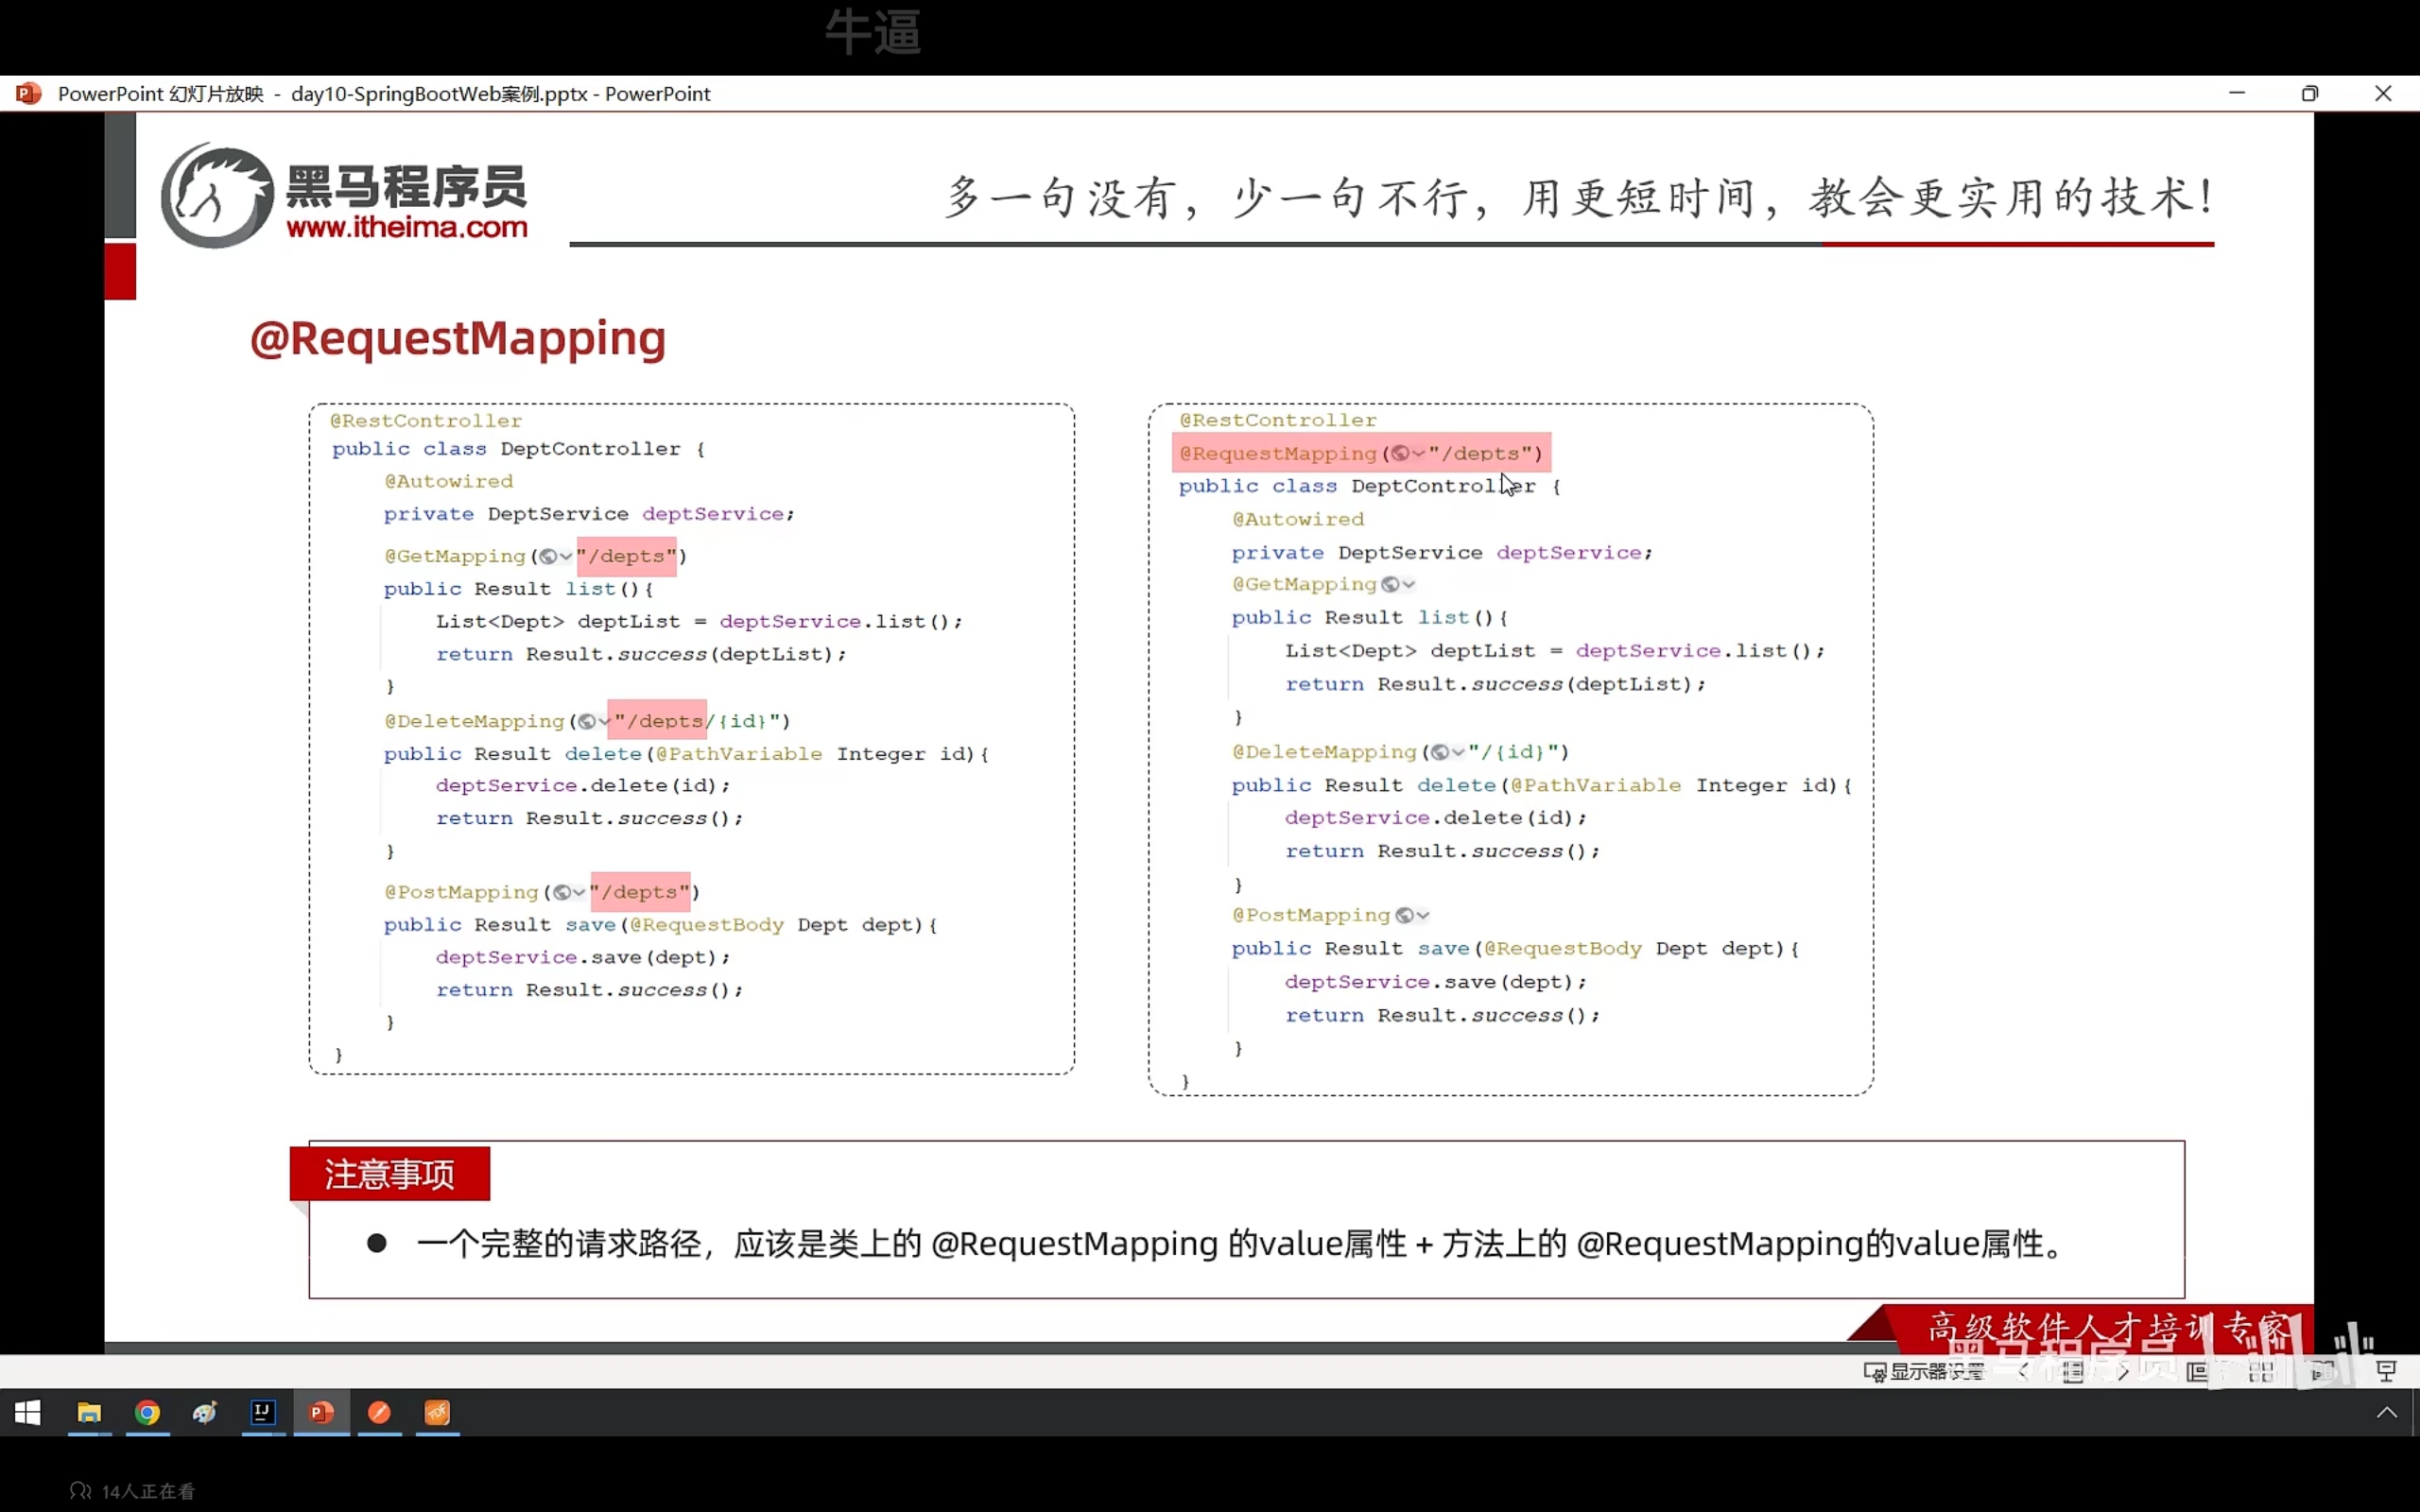 牛逼
PowerPoint 幻灯片放映 - day10-SpringBootWeb案例.pptx - PowerPoint
黑马程序员
www.itheima.com
多一句没有，少一句不行，用更短时间，教会更实用的技术！
@RequestMapping
@RestController
public class DeptController {
@Autowired
private DeptService deptService;
@GetMapping("/depts")
public Result list(){
List<Dept> deptList = deptService.list();
return Result.success(deptList);
}
@DeleteMapping("/depts/{id}")
public Result delete(@PathVariable Integer id){
deptService.delete(id);
return Result.success();
}
@PostMapping("/depts")
public Result save(@RequestBody Dept dept){
deptService.save(dept);
return Result.success();
}
}
@RestController
@RequestMapping("/depts")
public class DeptController {
@Autowired
private DeptService deptService;
@GetMapping
public Result list(){
List<Dept> deptList = deptService.list();
return Result.success(deptList);
}
@DeleteMapping("/{id}")
public Result delete(@PathVariable Integer id){
deptService.delete(id);
return Result.success();
}
@PostMapping
public Result save(@RequestBody Dept dept){
deptService.save(dept);
return Result.success();
}
}
注意事项
● 一个完整的请求路径，应该是类上的 @RequestMapping 的value属性 + 方法上的 @RequestMapping的value属性。
高级软件人才培训专家
黑马程序员
显示器设置
14人正在看